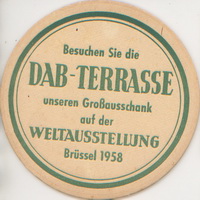 Besuchen Sie die
DAB-TERRASSE
unseren Großausschank
auf der
WELTAUSSTELLUNG
Brüssel 1958